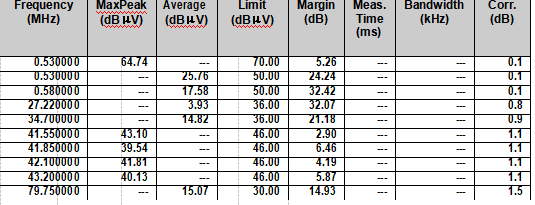 Frequency MaxPeak Average Limit Margin Meas. Bandwidth Corr.
(MHz) (dBµV) (dBµV) (dBµV) (dB) Time (kHz) (dB)
(ms)
0.530000 64.74 --- 70.00 5.26 --- --- 0.1
0.530000 --- 25.76 50.00 24.24 --- --- 0.1
0.580000 --- 17.58 50.00 32.42 --- --- 0.1
27.220000 --- 3.93 36.00 32.07 --- --- 0.8
34.700000 --- 14.82 36.00 21.18 --- --- 0.9
41.550000 43.10 --- 46.00 2.90 --- --- 1.1
41.850000 39.54 --- 46.00 6.46 --- --- 1.1
42.100000 41.81 --- 46.00 4.19 --- --- 1.1
43.200000 40.13 --- 46.00 5.87 --- --- 1.1
79.750000 --- 15.07 30.00 14.93 --- --- 1.5